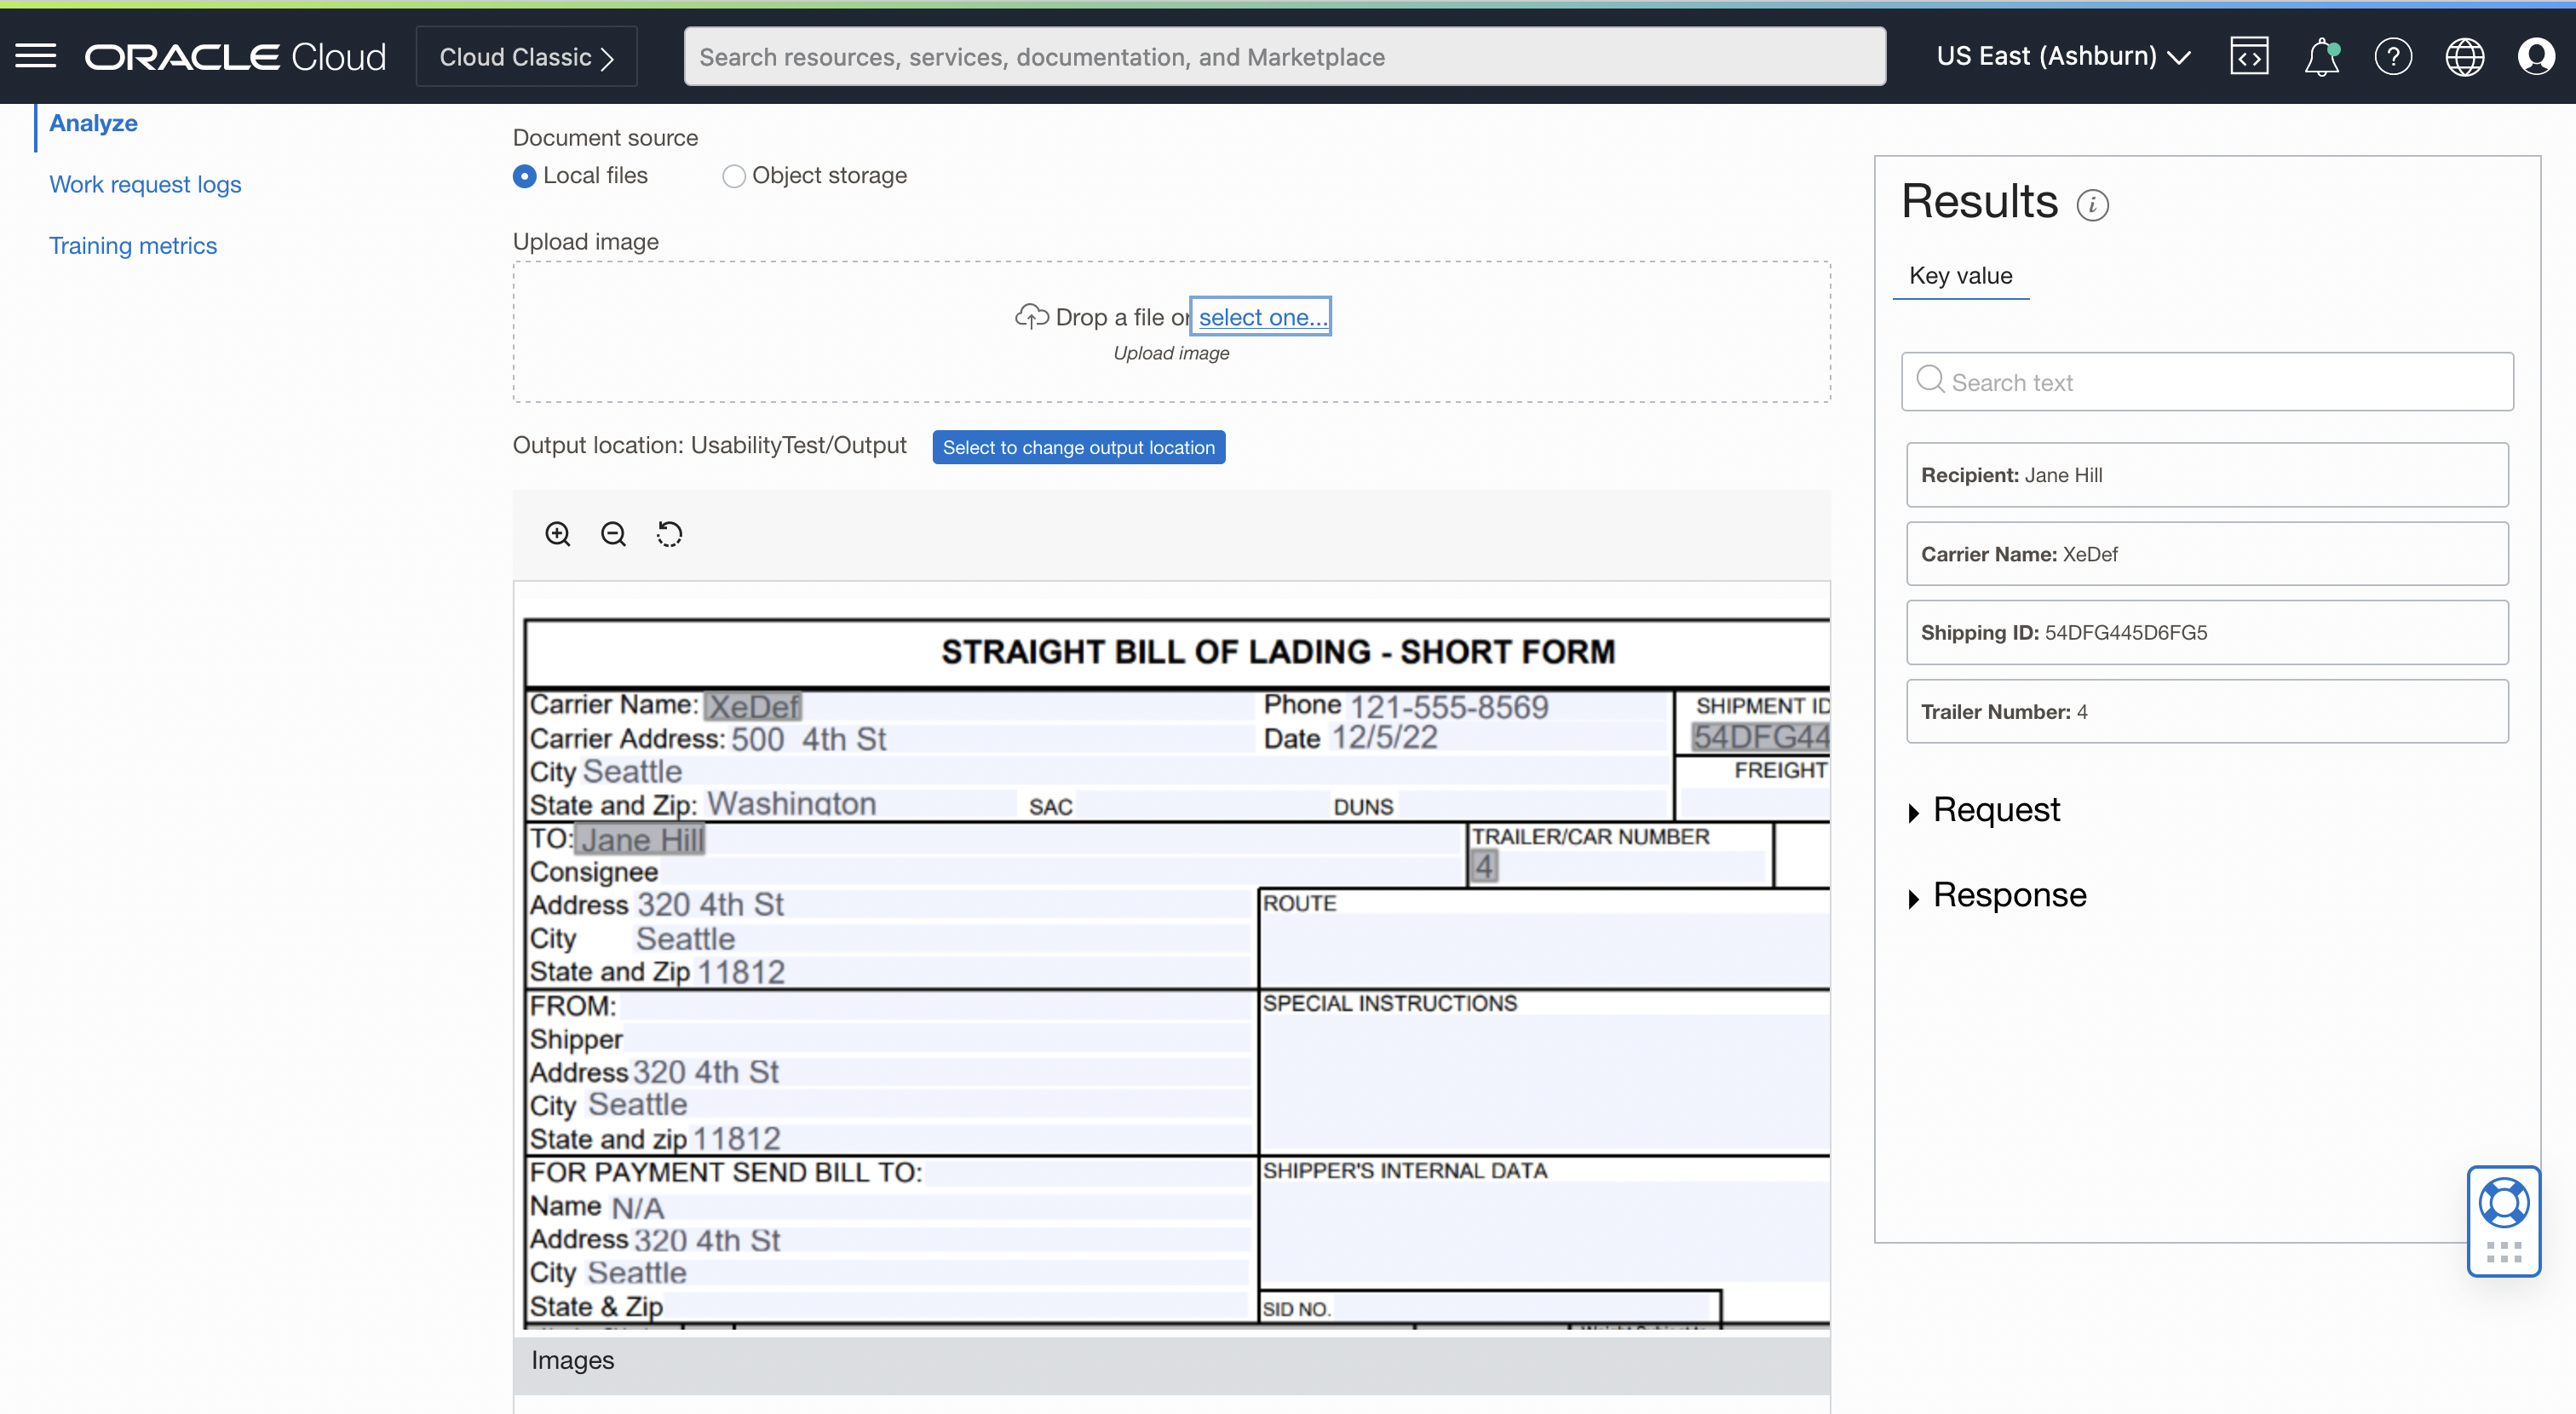 ORACLE Cloud
Cloud Classic
Search resources, services, documentation, and Marketplace
US East (Ashburn)
Analyze
Work request logs
Training metrics
Document source
Local files
Object storage
Upload image
Drop a file or select one...
Upload image
Output location: UsabilityTest/Output
Select to change output location
STRAIGHT BILL OF LADING - SHORT FORM
Carrier Name: XeDef
Phone 121-555-8569
SHIPMENT ID
Carrier Address: 500 4th St
Date 12/5/22
54DFG44
City Seattle
FREIGHT
State and Zip: Washington
SAC
DUNS
TO: Jane Hill
TRAILER/CAR NUMBER
Consignee
4
Address 320 4th St
ROUTE
City Seattle
State and Zip 11812
FROM:
SPECIAL INSTRUCTIONS
Shipper
Address 320 4th St
City Seattle
State and zip 11812
FOR PAYMENT SEND BILL TO:
SHIPPER'S INTERNAL DATA
Name N/A
Address 320 4th St
City Seattle
State & Zip
SID NO.
Images
Results
Key value
Search text
Recipient: Jane Hill
Carrier Name: XeDef
Shipping ID: 54DFG445D6FG5
Trailer Number: 4
Request
Response